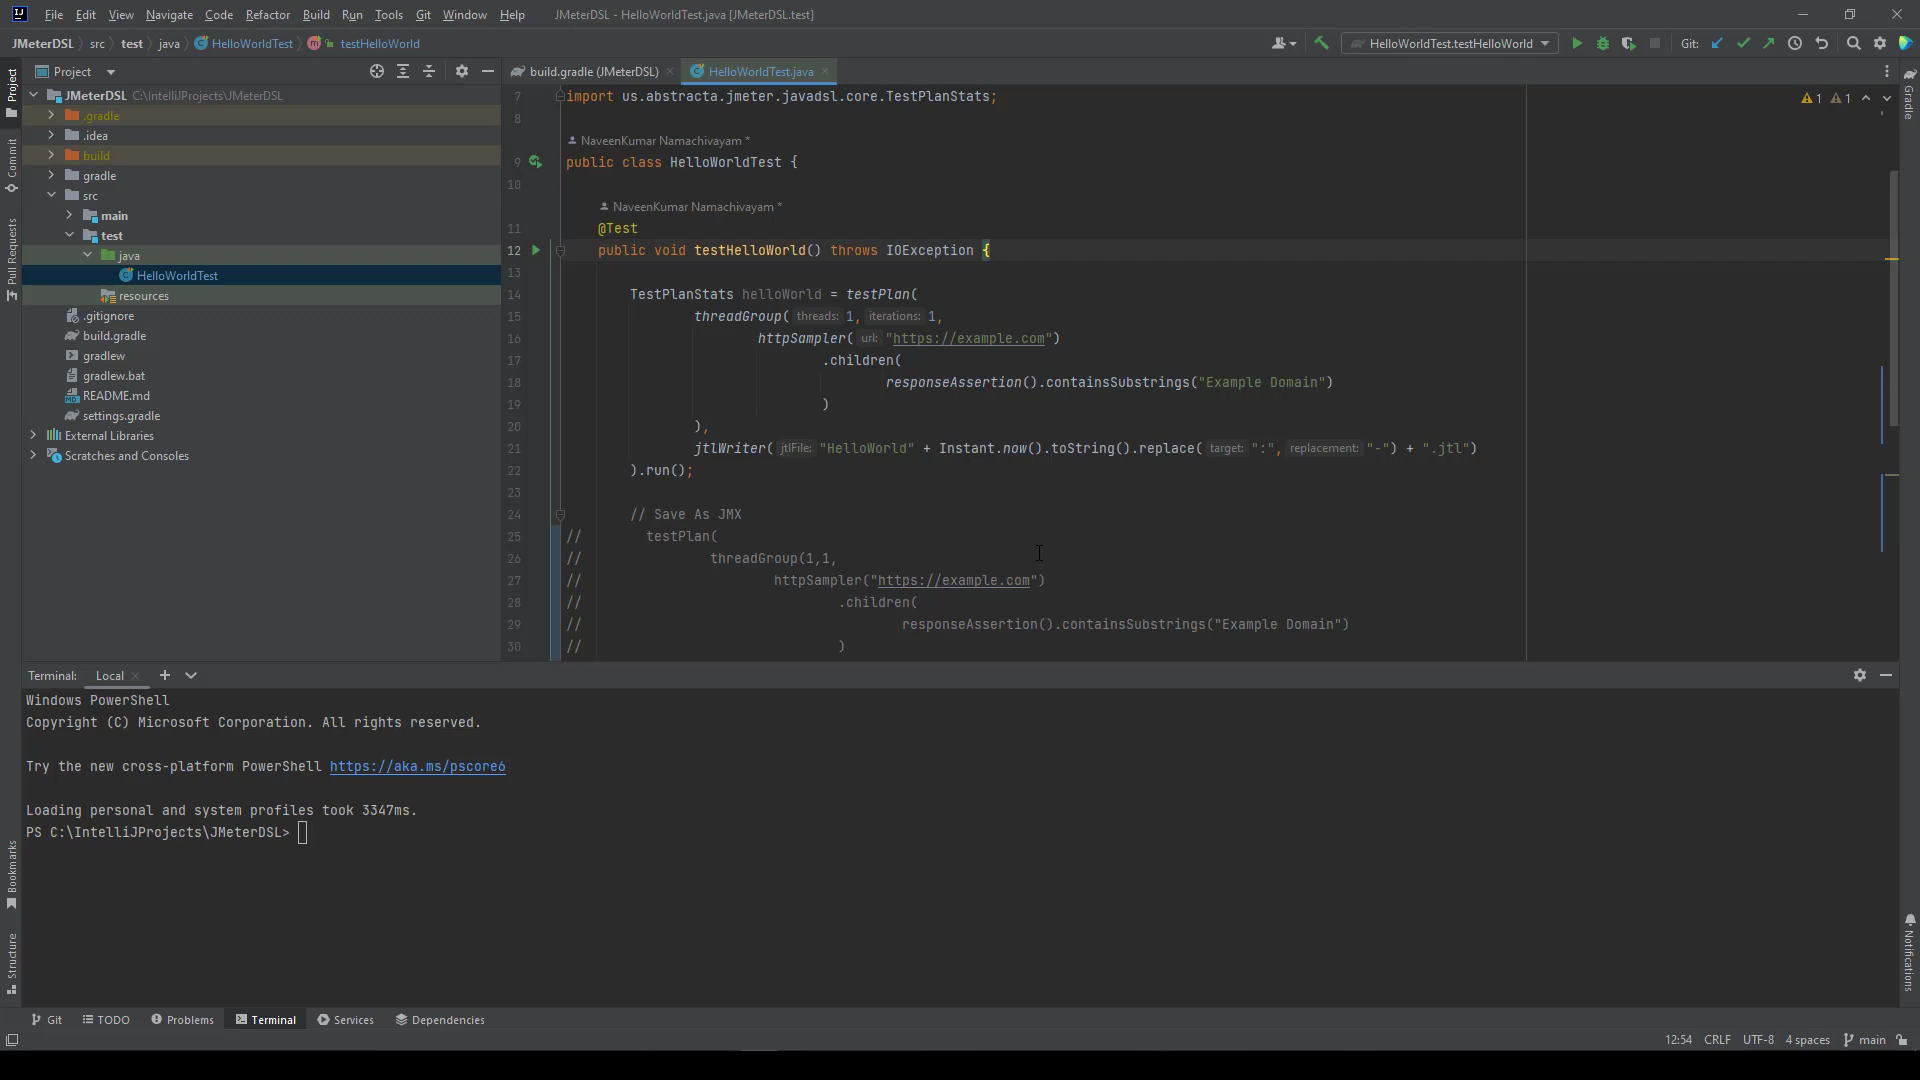 File Edit View Navigate Code Refactor Build Run Tools Git Window Help JMeterDSL - HelloWorldTest.java [JMeterDSL.test]
JMeterDSL src test java HelloWorldTest testHelloWorld HelloWorldTest.testHelloWorld Git:
Project
build.gradle (JMeterDSL) HelloWorldTest.java
Project
Commit
Pull Requests
Bookmarks
Structure
JMeterDSL C:\IntelliJProjects\JMeterDSL
.gradle
.idea
build
gradle
src
main
test
java
HelloWorldTest
resources
.gitignore
build.gradle
gradlew
gradlew.bat
README.md
settings.gradle
External Libraries
Scratches and Consoles
7 import us.abstracta.jmeter.javadsl.core.TestPlanStats;
8
NaveenKumar Namachivayam *
9 public class HelloWorldTest {
10
NaveenKumar Namachivayam *
11 @Test
12 public void testHelloWorld() throws IOException {
13
14 TestPlanStats helloWorld = testPlan(
15 threadGroup( threads: 1, iterations: 1,
16 httpSampler( url: "https://example.com")
17 .children(
18 responseAssertion().containsSubstrings("Example Domain")
19 )
20 ),
21 jtlWriter( jtlFile: "HelloWorld" + Instant.now().toString().replace( target: ":", replacement: "-") + ".jtl")
22 ).run();
23
24 // Save As JMX
25 // testPlan(
26 // threadGroup(1,1,
27 // httpSampler("https://example.com")
28 // .children(
29 // responseAssertion().containsSubstrings("Example Domain")
30 // )
1 1
Gradle
Notifications
Terminal: Local
Windows PowerShell
Copyright (C) Microsoft Corporation. All rights reserved.
Try the new cross-platform PowerShell https://aka.ms/pscore6
Loading personal and system profiles took 3347ms.
PS C:\IntelliJProjects\JMeterDSL>
Git TODO Problems Terminal Services Dependencies
12:54 CRLF UTF-8 4 spaces main